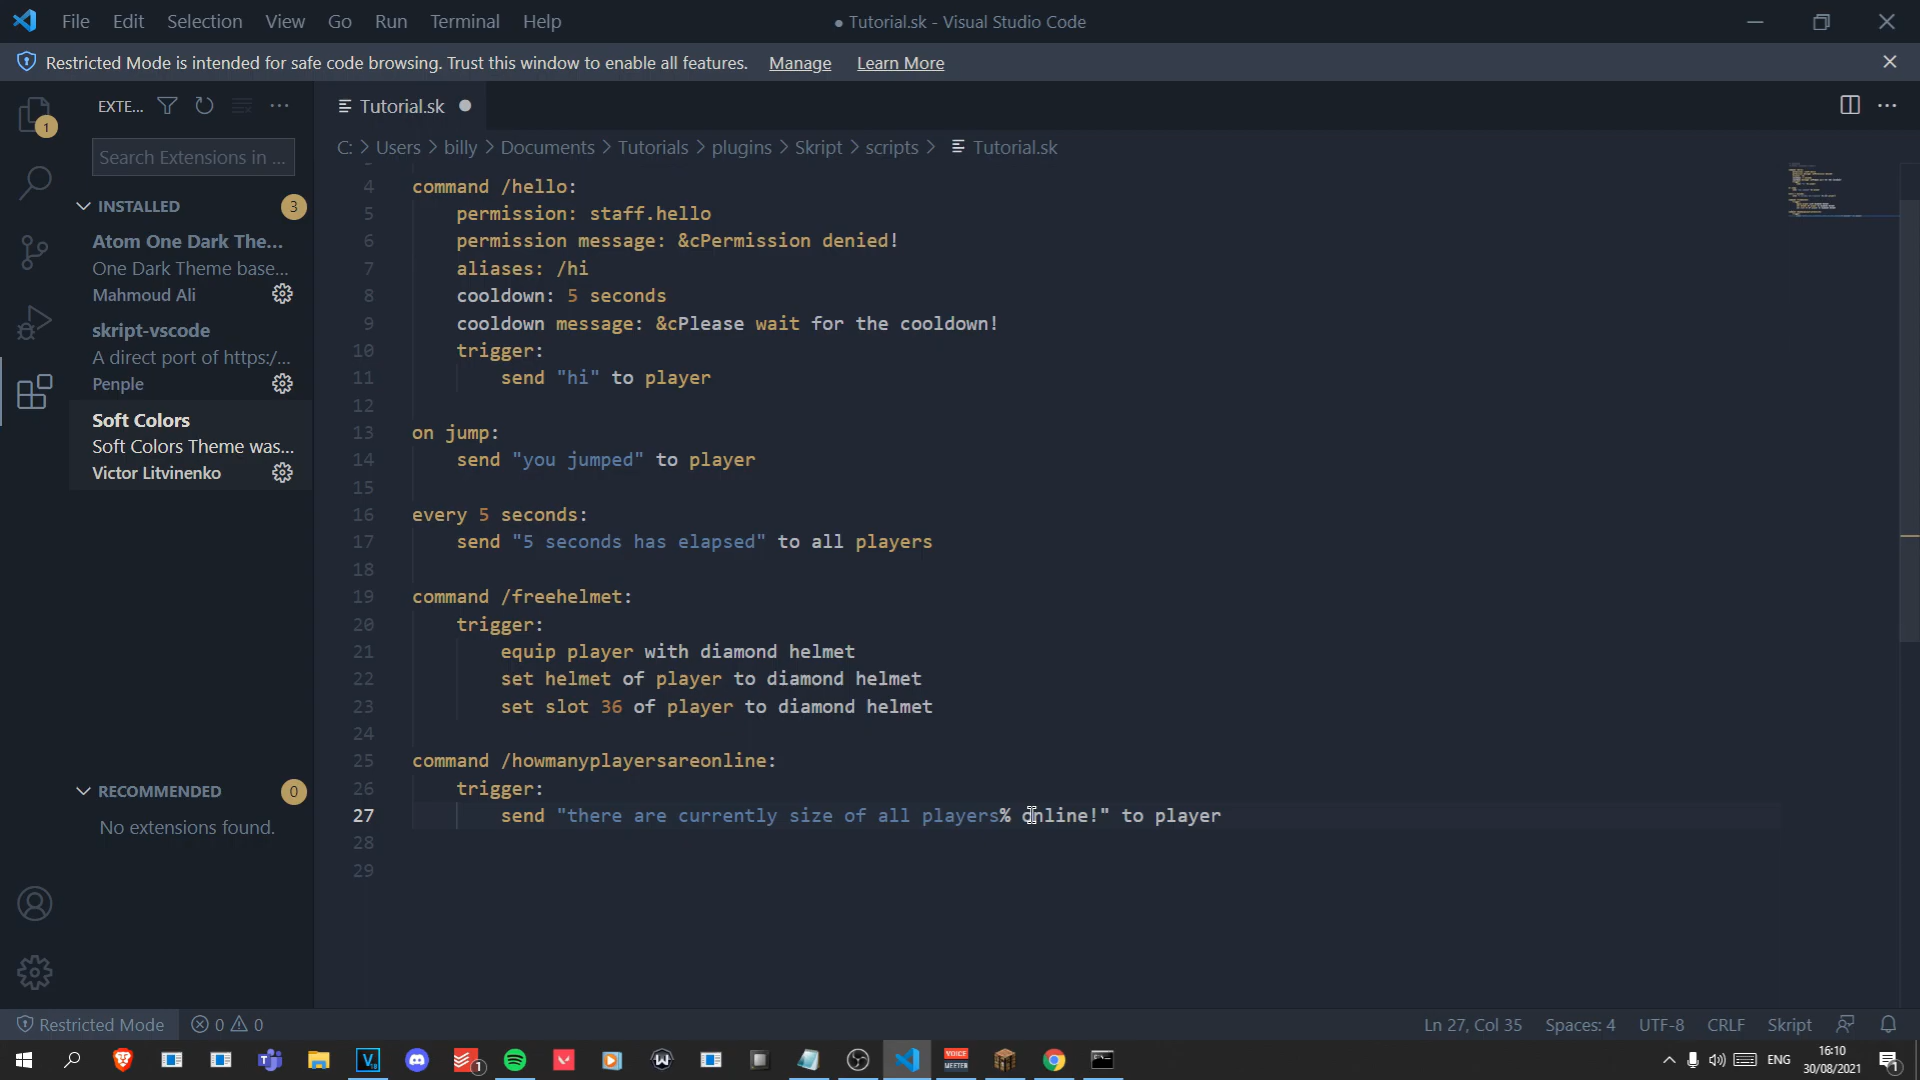 File Edit Selection View Go Run Terminal Help
● Tutorial.sk - Visual Studio Code
Restricted Mode is intended for safe code browsing. Trust this window to enable all features. Manage Learn More
EXTE...
Tutorial.sk
1
C: > Users > billy > Documents > Tutorials > plugins > Skript > scripts > Tutorial.sk
Search Extensions in ...
INSTALLED 3
Atom One Dark The...
One Dark Theme base...
Mahmoud Ali
skript-vscode
A direct port of https:/...
Penple
Soft Colors
Soft Colors Theme was...
Victor Litvinenko
RECOMMENDED 0
No extensions found.
4 command /hello:
5 permission: staff.hello
6 permission message: &cPermission denied!
7 aliases: /hi
8 cooldown: 5 seconds
9 cooldown message: &cPlease wait for the cooldown!
10 trigger:
11 send "hi" to player
12
13 on jump:
14 send "you jumped" to player
15
16 every 5 seconds:
17 send "5 seconds has elapsed" to all players
18
19 command /freehelmet:
20 trigger:
21 equip player with diamond helmet
22 set helmet of player to diamond helmet
23 set slot 36 of player to diamond helmet
24
25 command /howmanyplayersareonline:
26 trigger:
27 send "there are currently size of all players% online!" to player
28
29
Restricted Mode 0 0
Ln 27, Col 35 Spaces: 4 UTF-8 CRLF Skript
1
VOICE
MEETER
ENG
16:10
30/08/2021
1